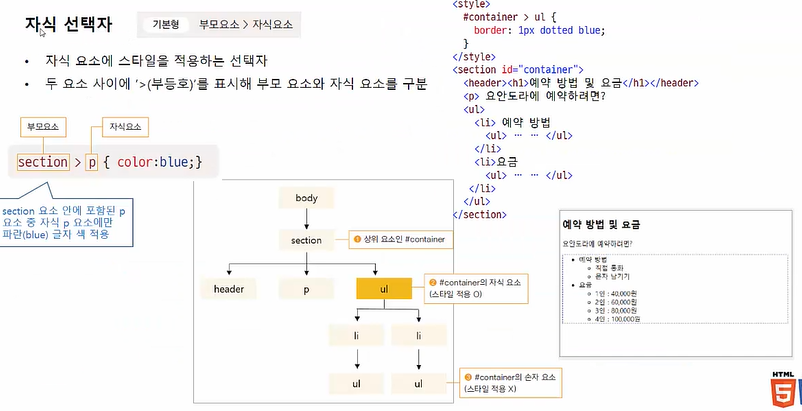 자식 선택자
기본형 부모요소 > 자식요소
• 자식 요소에 스타일을 적용하는 선택자
• 두 요소 사이에 '>(부등호)'를 표시해 부모 요소와 자식 요소를 구분
부모요소
자식요소
section > p { color:blue;}
section 요소 안에 포함된 p
요소 중 자식 p 요소에만
파란(blue) 글자 색 적용
<style>
#container > ul {
border: 1px dotted blue;
}
</style>
<section id="container">
<header><h1>예약 방법 및 요금</h1></header>
<p> 요안도라에 예약하려면?
<ul>
<li> 예약 방법
<ul> … … </ul>
</li>
<li>요금
<ul> … … </ul>
</li>
</ul>
</section>
body
section
1 상위 요소인 #container
header
p
ul
2 #container의 자식 요소
(스타일 적용 O)
li
li
ul
ul
3 #container의 손자 요소
(스타일 적용 X)
예약 방법 및 요금
요안도라에 예약하려면?
• 예약 방법
직접 통화
문자 남기기
• 요금
1인 : 40,000원
2인 : 60,000원
3인 : 80,000원
4인 : 100,000원
HTML
5